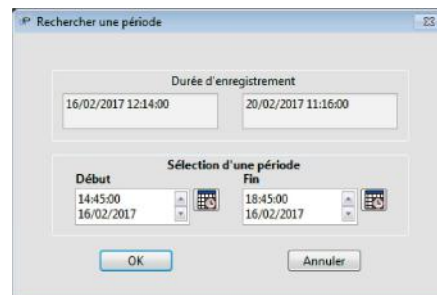 Rechercher une période
Durée d'enregistrement
16/02/2017 12:14:00 20/02/2017 11:16:00
Sélection d'une période
Début Fin
14:45:00 18:45:00
16/02/2017 16/02/2017
OK Annuler